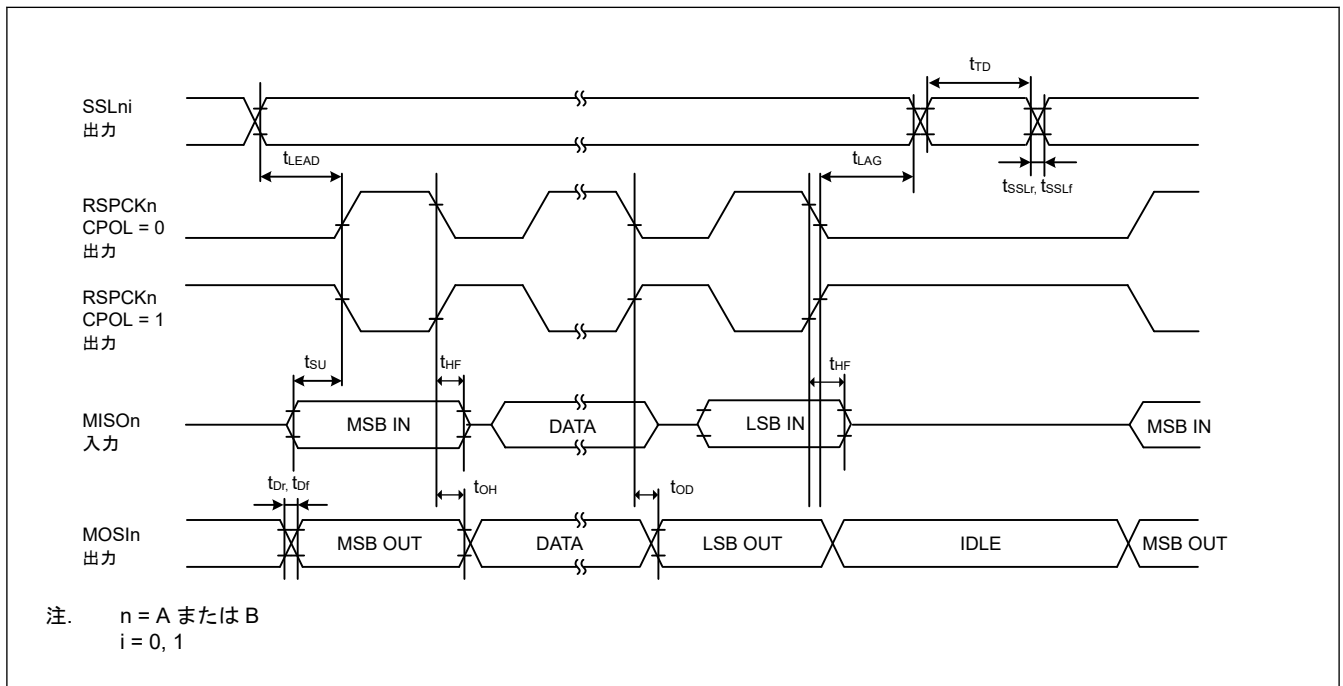 tTD
SSLni
出力
tLEAD
tLAG
tSSLr, tSSLf
RSPCKn
CPOL = 0
出力
RSPCKn
CPOL = 1
出力
tSU
tHF
tHF
MISOn
入力
MSB IN
DATA
LSB IN
MSB IN
tDr, tDf
tOH
tOD
MOSIn
出力
MSB OUT
DATA
LSB OUT
IDLE
MSB OUT
注. n = A または B
i = 0, 1